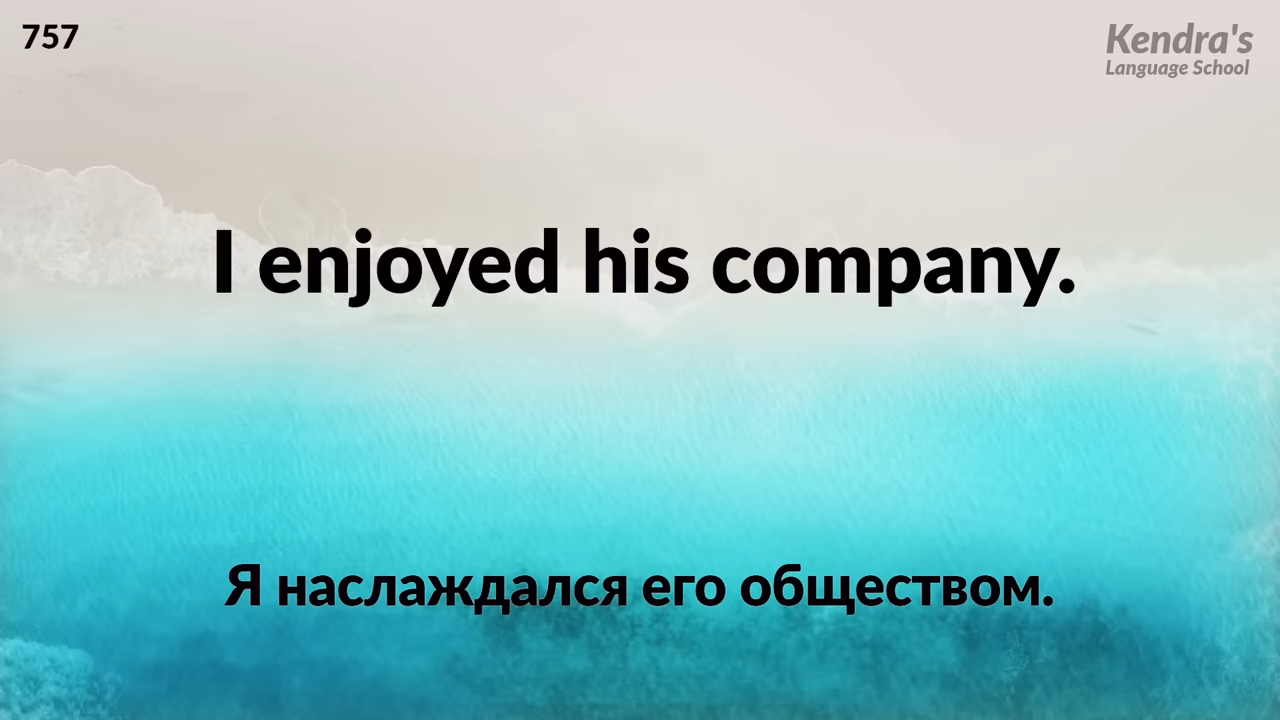 757
Kendra's
Language School
I enjoyed his company.
Я наслаждался его обществом.